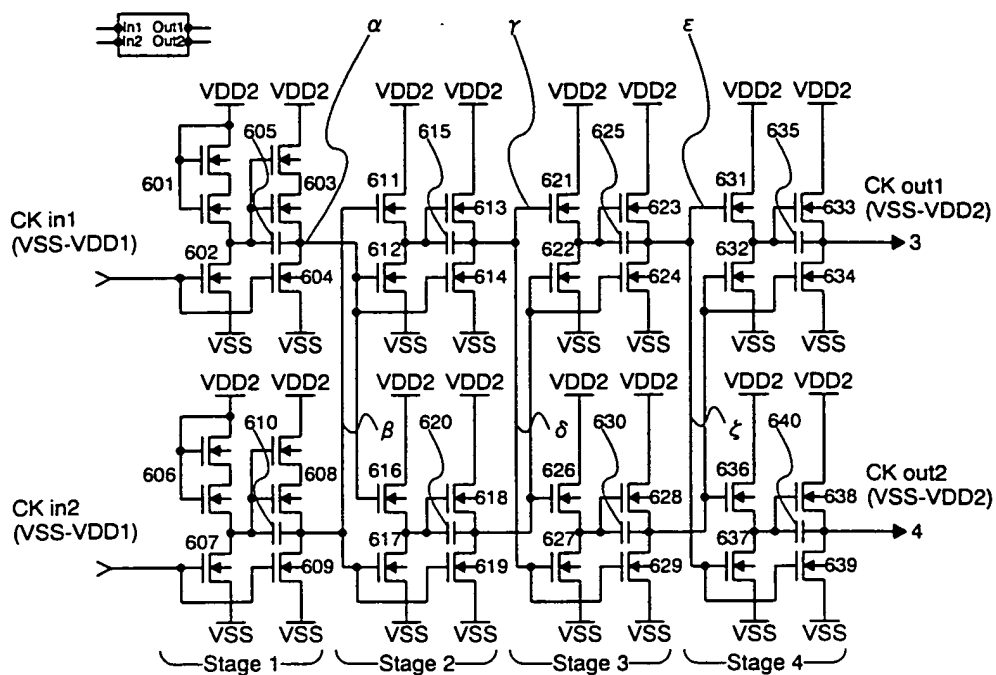 In1 Out1
In2 Out2
α γ ε
VDD2 VDD2 VDD2 VDD2 VDD2 VDD2 VDD2 VDD2
605 615 625 635
601 603 611 613 621 623 631 633
CK in1
(VSS-VDD1)
CK out1
(VSS-VDD2)
3
602 604 612 614 622 624 632 634
VSS VSS VSS VSS VSS VSS VSS VSS
VDD2 VDD2 VDD2 VDD2 VDD2 VDD2 VDD2 VDD2
610 β 620 δ 630 ζ 640
606 608 616 618 626 628 636 638
CK in2
(VSS-VDD1)
CK out2
(VSS-VDD2)
4
607 609 617 619 627 629 637 639
VSS VSS VSS VSS VSS VSS VSS VSS
Stage 1 Stage 2 Stage 3 Stage 4